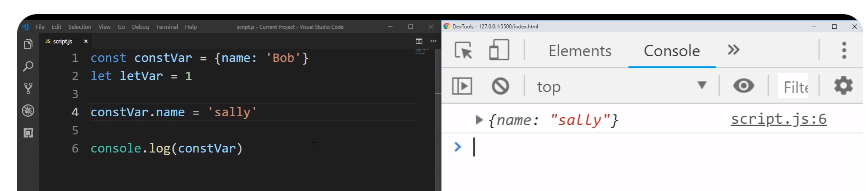 File Edit Selection View Go Debug Terminal Help script.js - Current Project - Visual Studio Code
JS script.js ×
1 const constVar = {name: 'Bob'}
2 let letVar = 1
3
4 constVar.name = 'sally'
5
6 console.log(constVar)
DevTools - 127.0.0.1:5500/index.html
Elements Console »
top ▼ Filte
▶ {name: "sally"} script.js:6
>